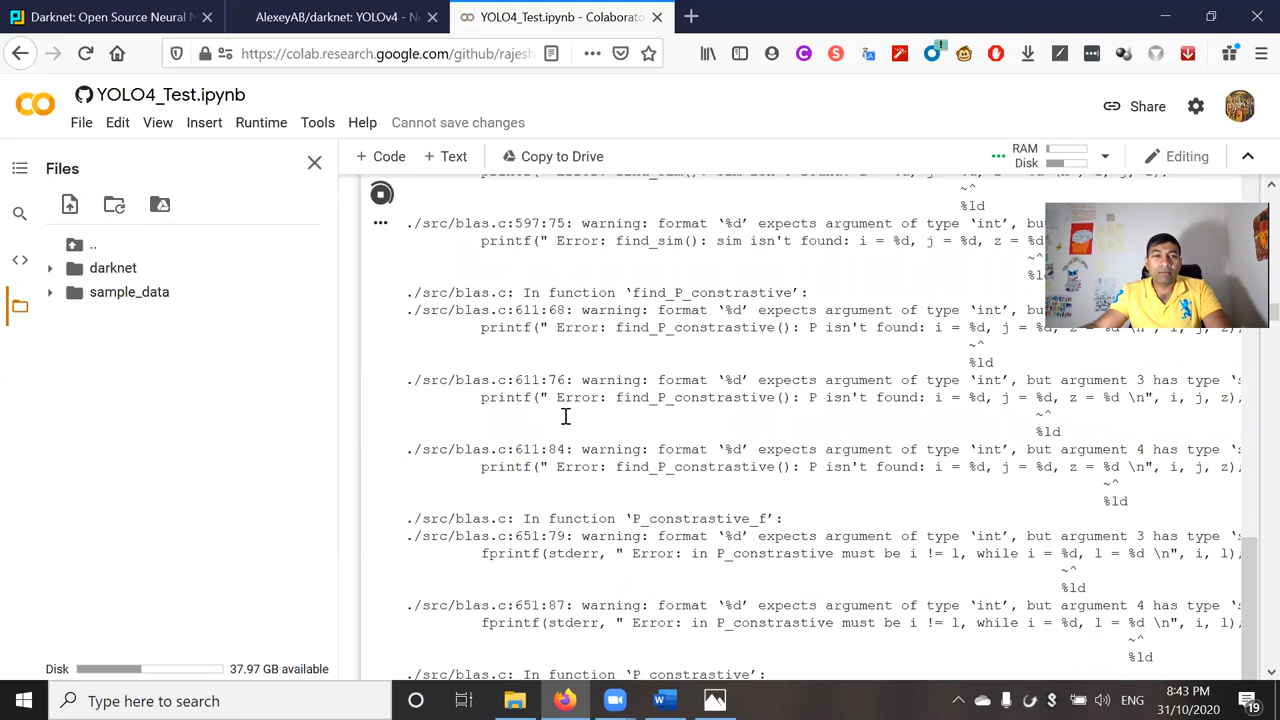 Darknet: Open Source Neural N
AlexeyAB/darknet: YOLOv4 - N
YOLO4_Test.ipynb - Colaborato
https://colab.research.google.com/github/rajes
YOLO4_Test.ipynb
Share
File Edit View Insert Runtime Tools Help Cannot save changes
Files
+ Code + Text Copy to Drive
RAM
Disk
Editing
%ld
..
darknet
sample_data
./src/blas.c:597:75: warning: format ‘%d’ expects argument of type ‘int’, bu
printf(" Error: find_sim(): sim isn't found: i = %d, j = %d, z = %d
~^
%l
./src/blas.c: In function ‘find_P_constrastive’:
./src/blas.c:611:68: warning: format ‘%d’ expects argument of type ‘int’, bu
printf(" Error: find_P_constrastive(): P isn't found: i = %d, j = %d, z = %d \n", i, j, z);
~^
%ld
./src/blas.c:611:76: warning: format ‘%d’ expects argument of type ‘int’, but argument 3 has type ‘s
printf(" Error: find_P_constrastive(): P isn't found: i = %d, j = %d, z = %d \n", i, j, z);
~^
%ld
./src/blas.c:611:84: warning: format ‘%d’ expects argument of type ‘int’, but argument 4 has type ‘s
printf(" Error: find_P_constrastive(): P isn't found: i = %d, j = %d, z = %d \n", i, j, z);
~^
%ld
./src/blas.c: In function ‘P_constrastive_f’:
./src/blas.c:651:79: warning: format ‘%d’ expects argument of type ‘int’, but argument 3 has type ‘s
fprintf(stderr, " Error: in P_constrastive must be i != l, while i = %d, l = %d \n", i, l);
~^
%ld
./src/blas.c:651:87: warning: format ‘%d’ expects argument of type ‘int’, but argument 4 has type ‘s
fprintf(stderr, " Error: in P_constrastive must be i != l, while i = %d, l = %d \n", i, l);
~^
%ld
./src/blas.c: In function ‘P_constrastive’:
Disk 37.97 GB available
Type here to search
ENG
8:43 PM
31/10/2020
19